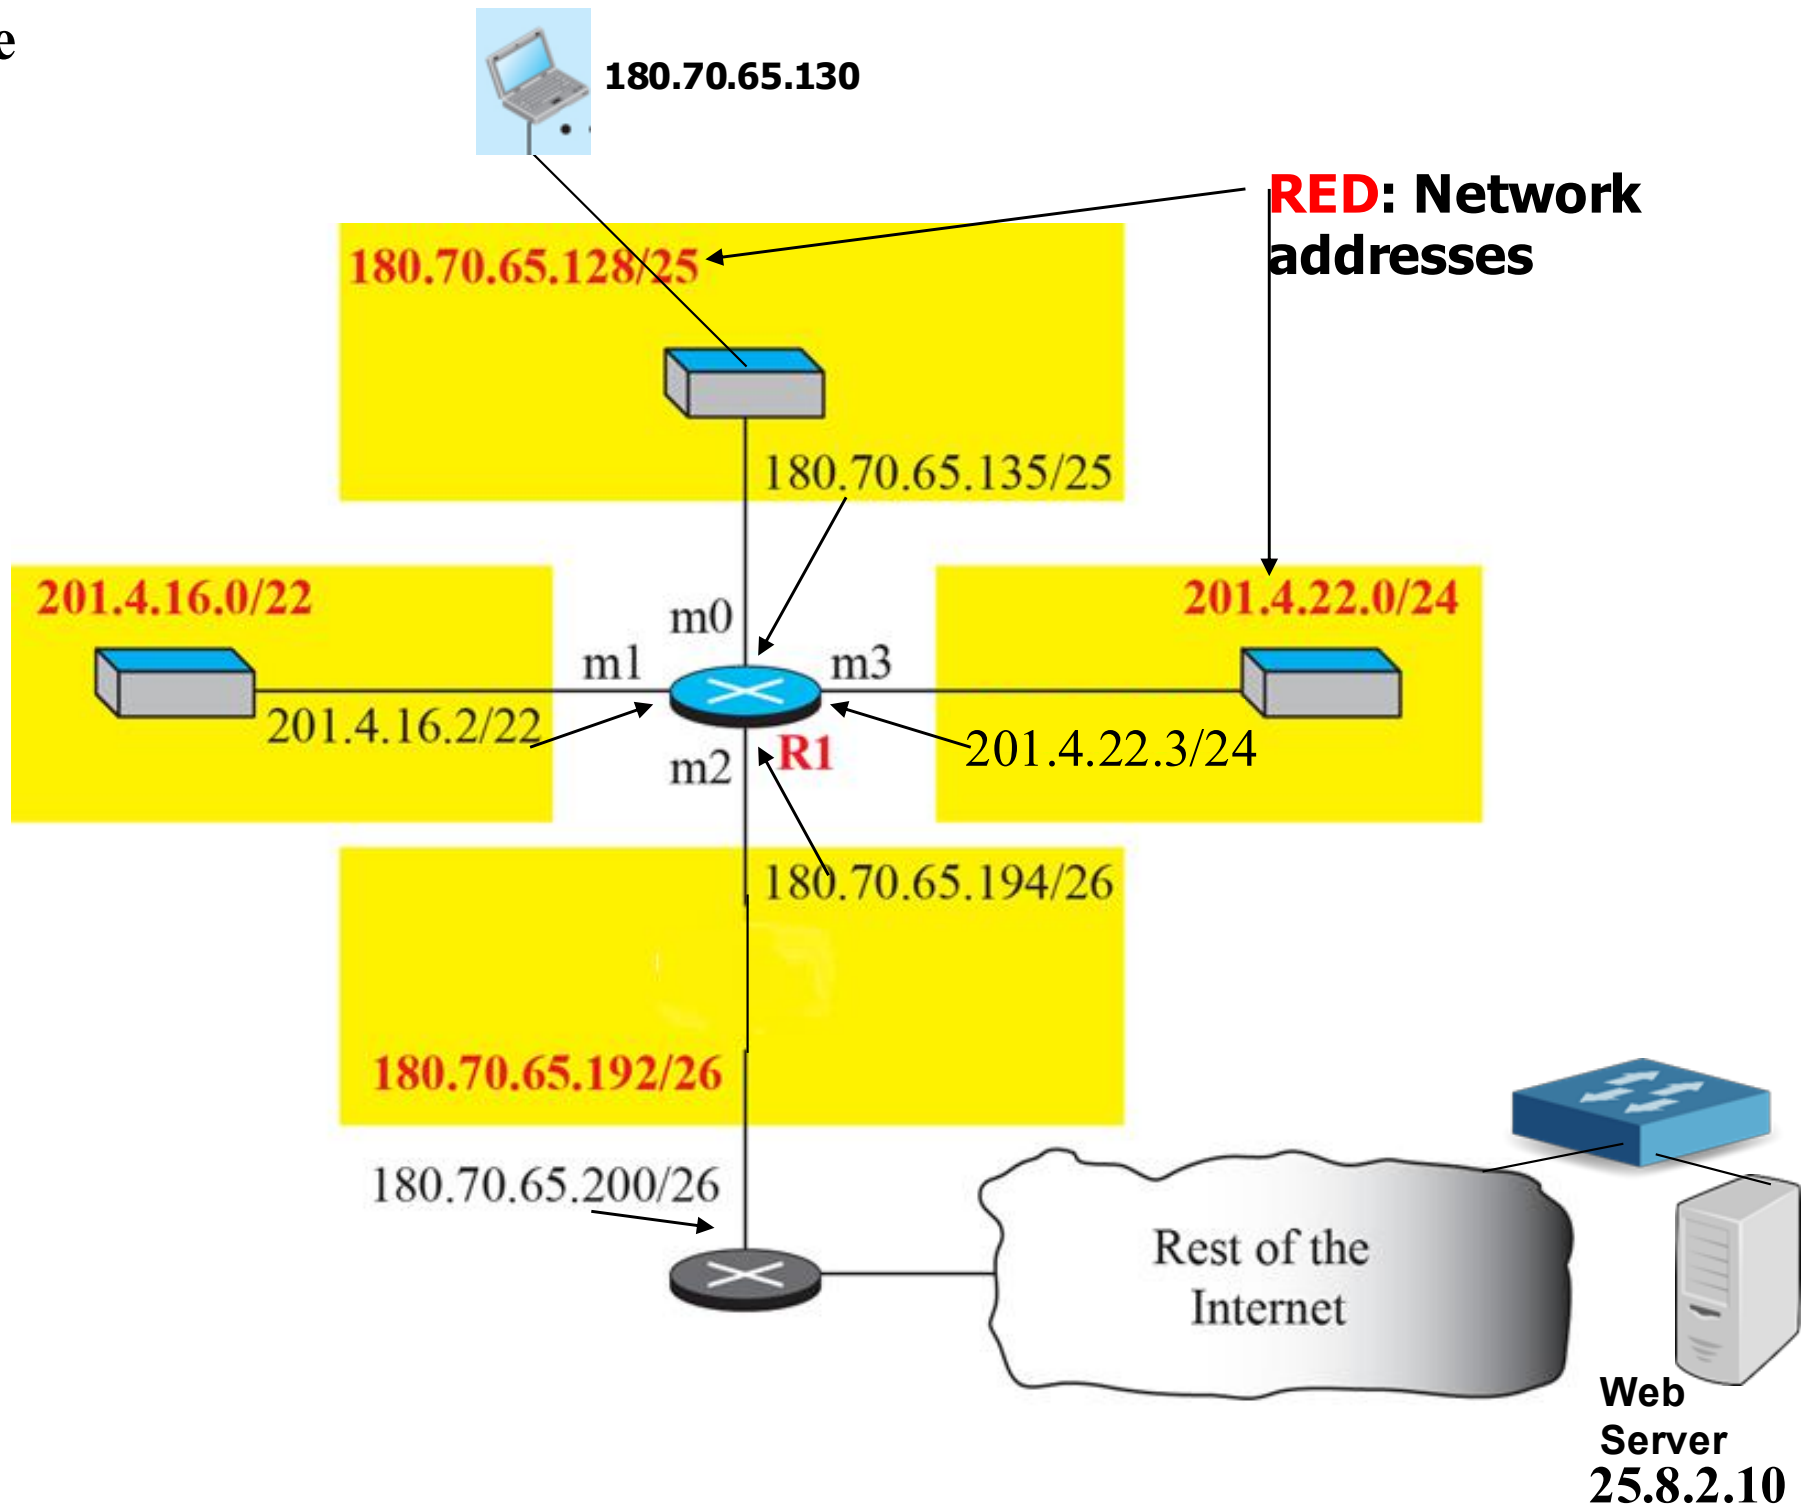 e
180.70.65.130
RED: Network
addresses
180.70.65.128/25
180.70.65.135/25
201.4.16.0/22
201.4.22.0/24
m0
m1
m3
201.4.16.2/22
R1
201.4.22.3/24
m2
180.70.65.194/26
180.70.65.192/26
180.70.65.200/26
Rest of the
Internet
Web
Server
25.8.2.10